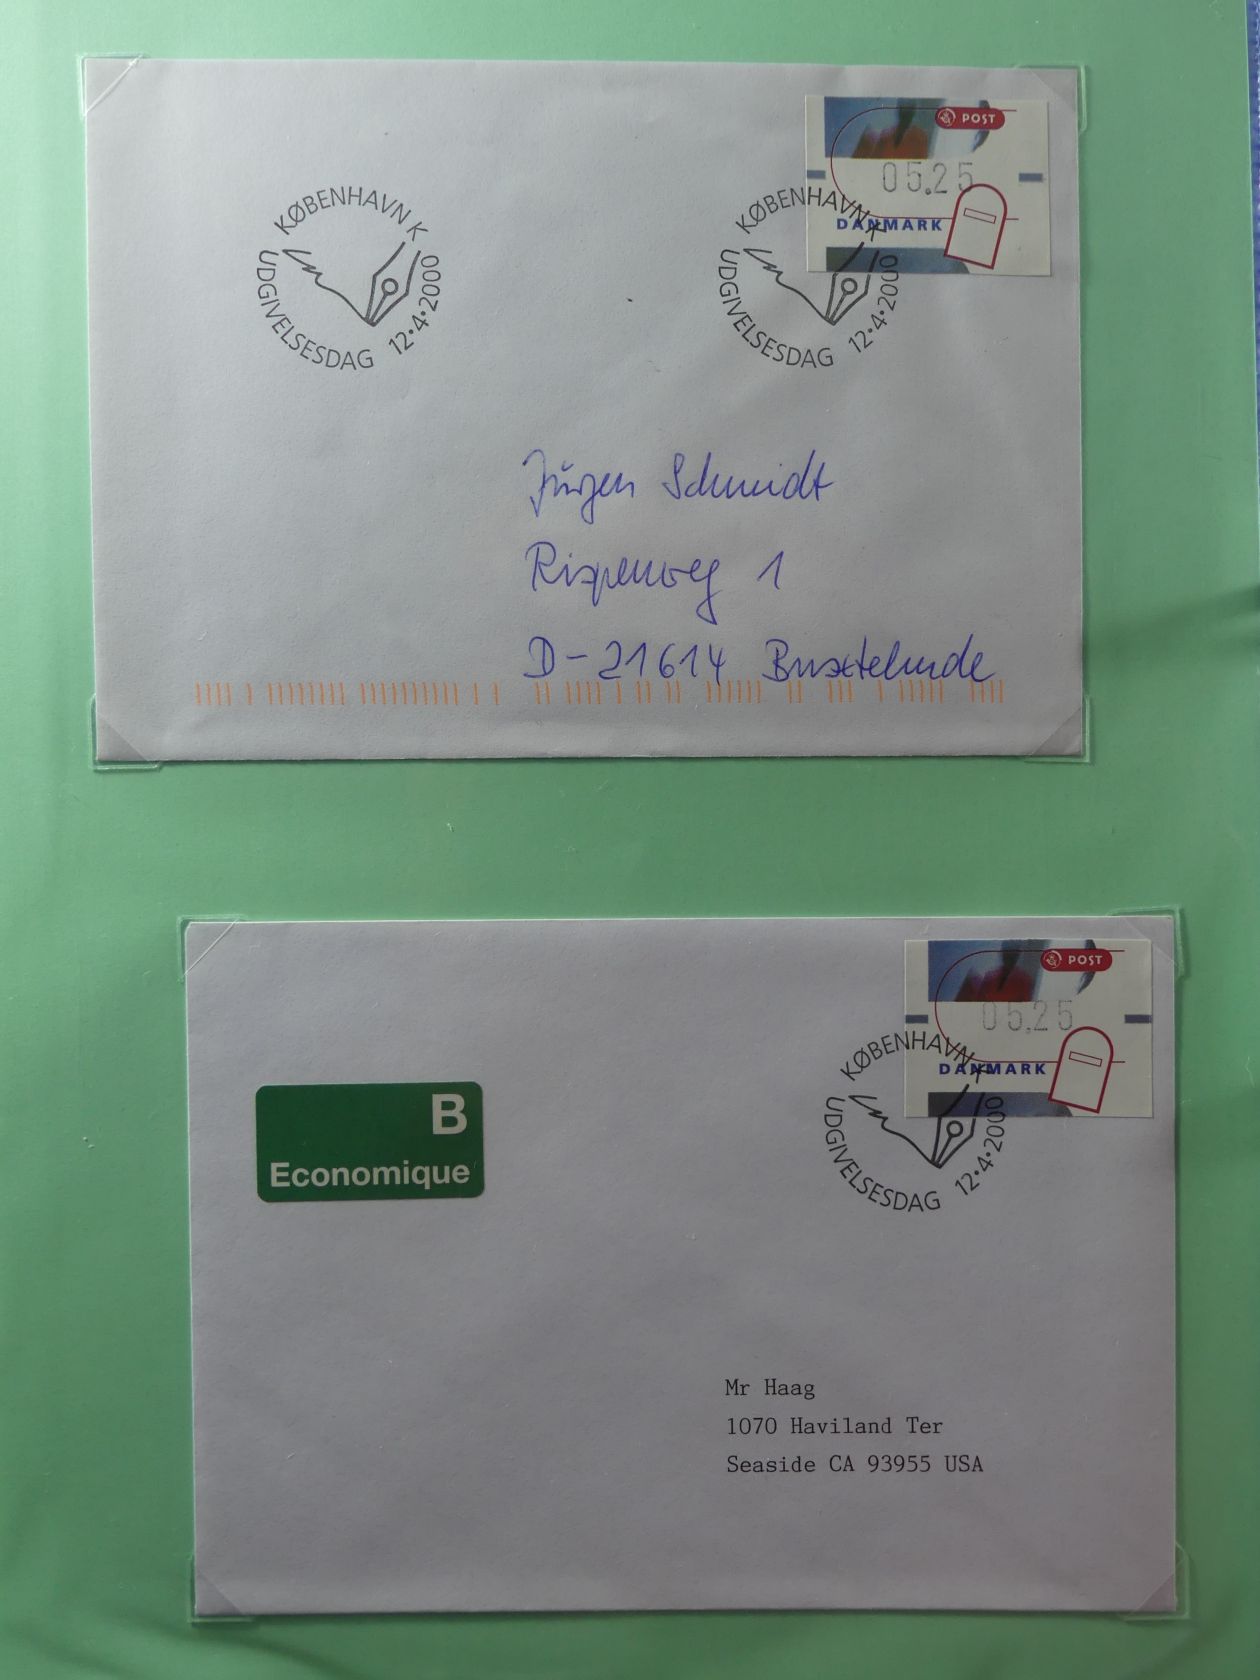 POST
05.25
DANMARK
KØBENHAVN K
UDGIVELSESDAG 12•4•2000
KØBENHAVN K
UDGIVELSESDAG 12•4•2000
Jürgen Schmidt
Rispenweg 1
D-21614 Buxtehude
POST
05,25
DANMARK
KØBENHAVN K
UDGIVELSESDAG 12•4•2000
B
Economique
Mr Haag
1070 Haviland Ter
Seaside CA 93955 USA